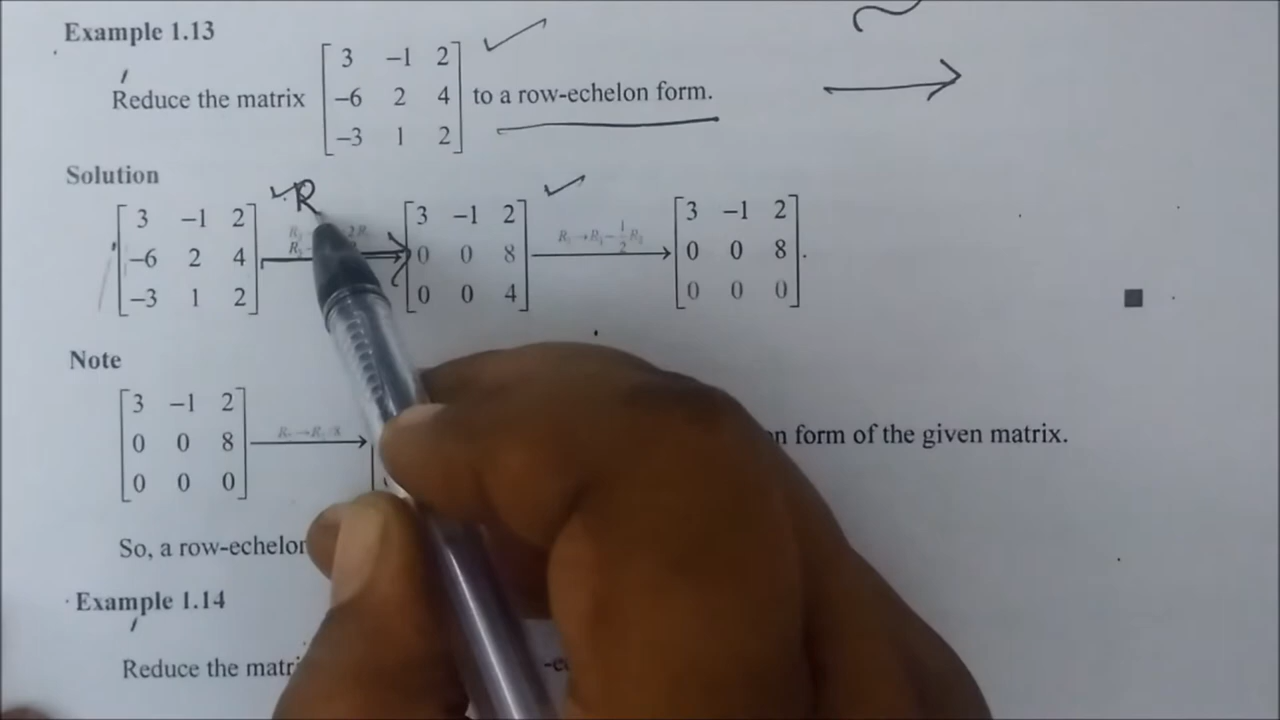 Example 1.13
Reduce the matrix [3 −1 2; −6 2 4; −3 1 2] to a row-echelon form.
Solution
R
[3 −1 2; −6 2 4; −3 1 2] → [3 −1 2; 0 0 8; 0 0 4] → [3 −1 2; 0 0 8; 0 0 0].
Note
[3 −1 2; 0 0 8; 0 0 0] → form of the given matrix.
So, a row-echelon
Example 1.14
Reduce the